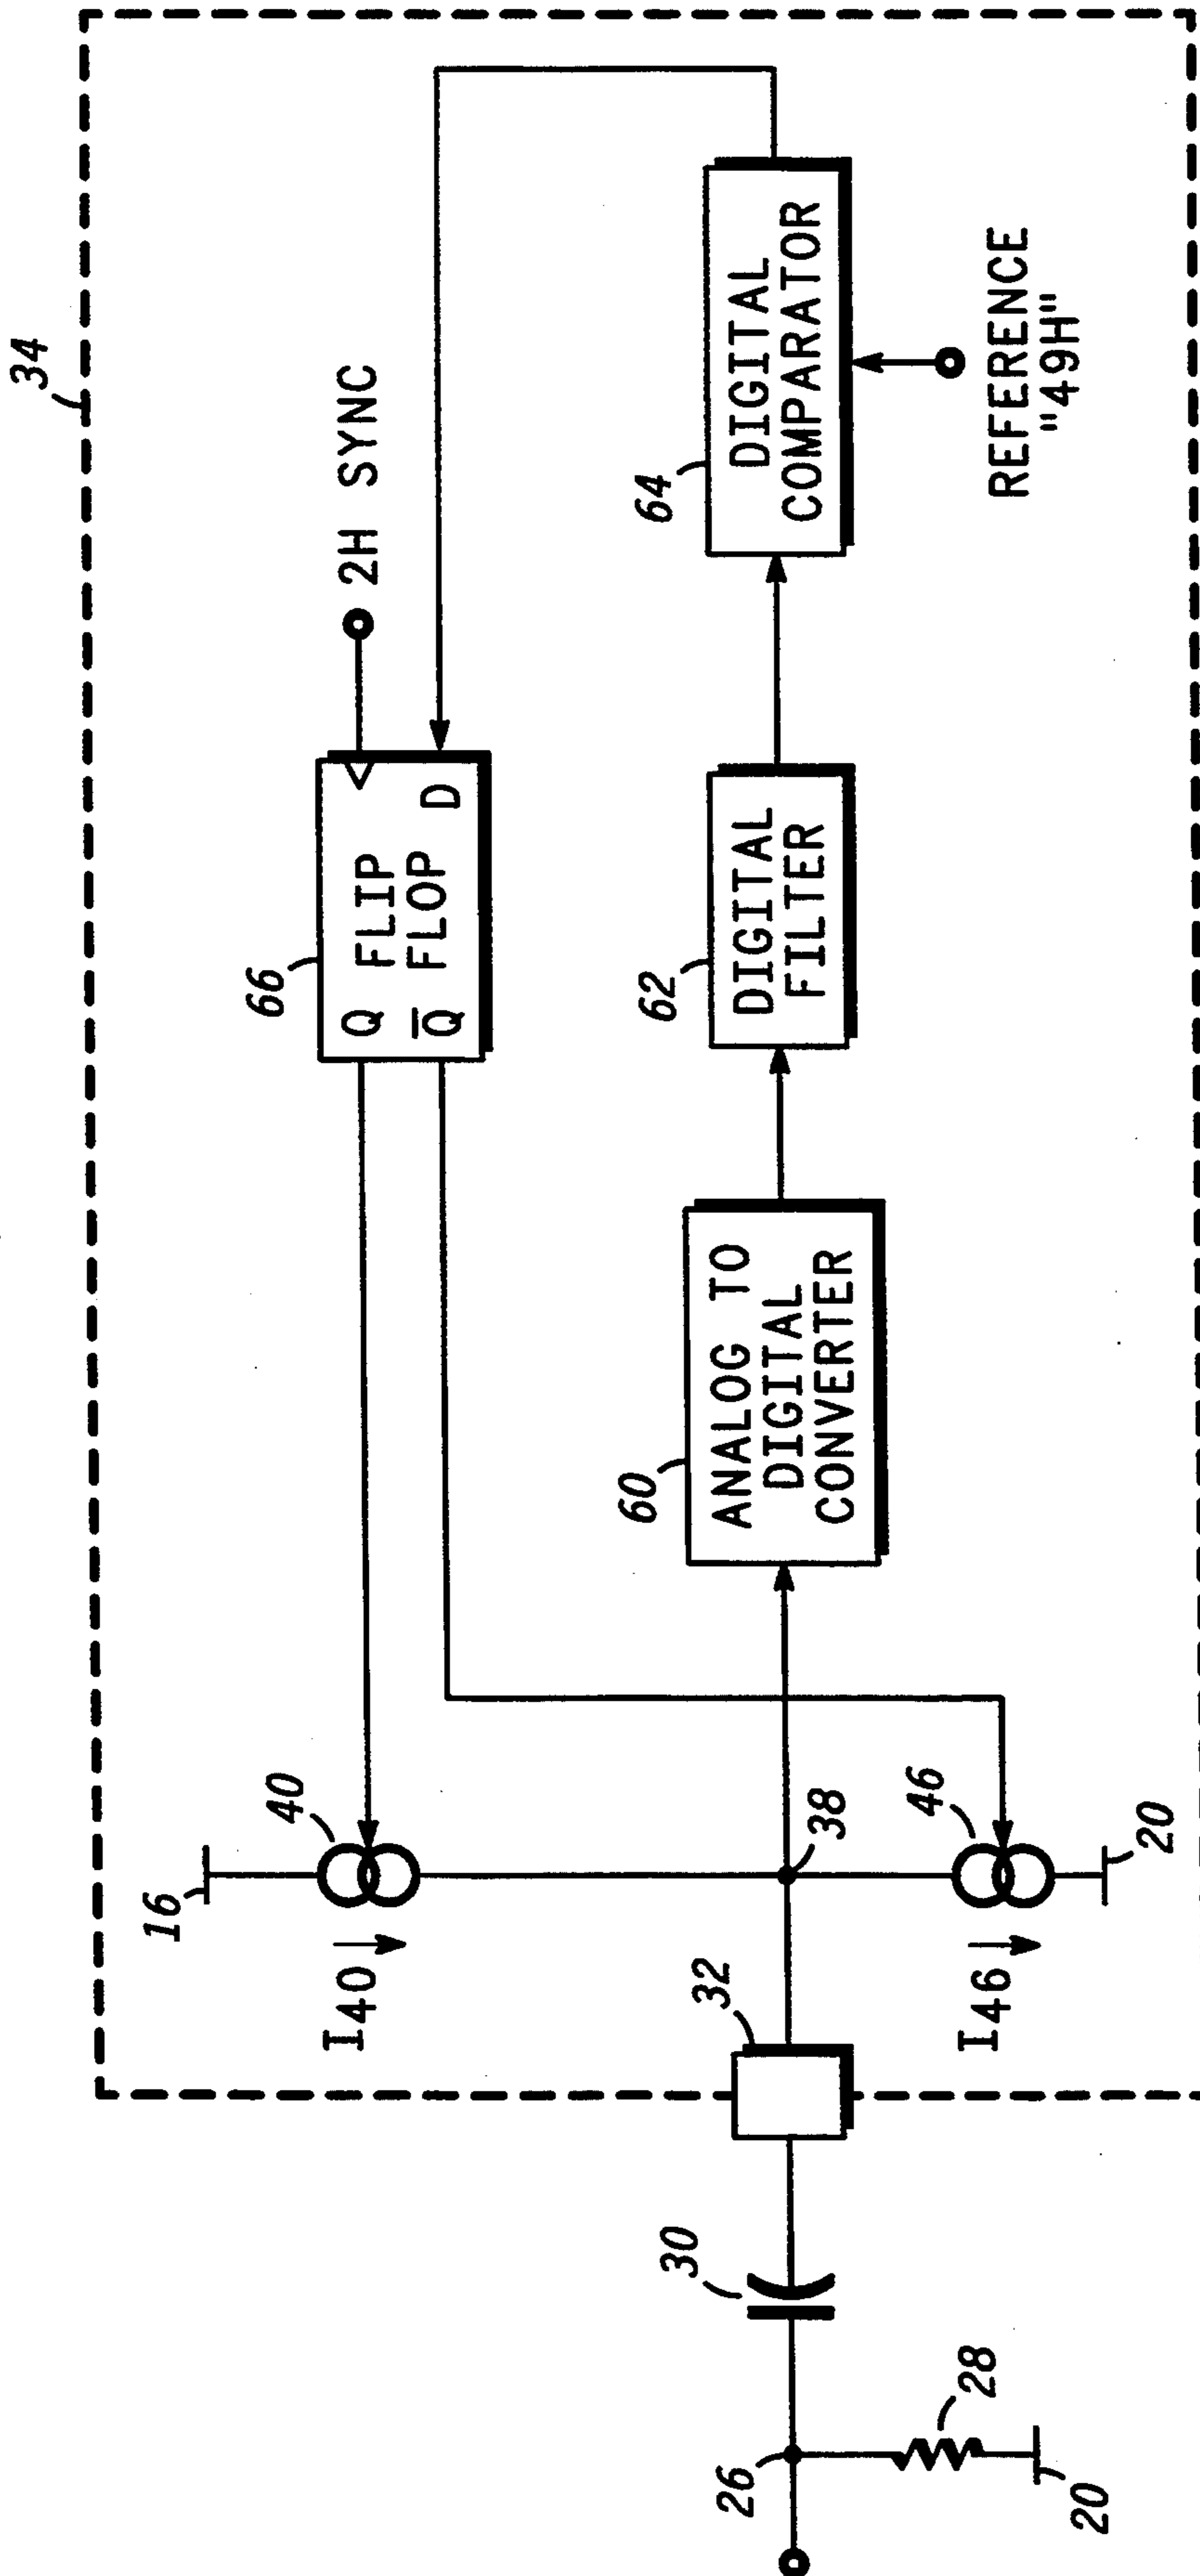 34
66
Q FLIP
Q̅ FLOP D
2H SYNC
16
40
I40
38
46
I46
20
60
ANALOG TO
DIGITAL
CONVERTER
62
DIGITAL
FILTER
64
DIGITAL
COMPARATOR
REFERENCE
"49H"
32
30
26
28
20